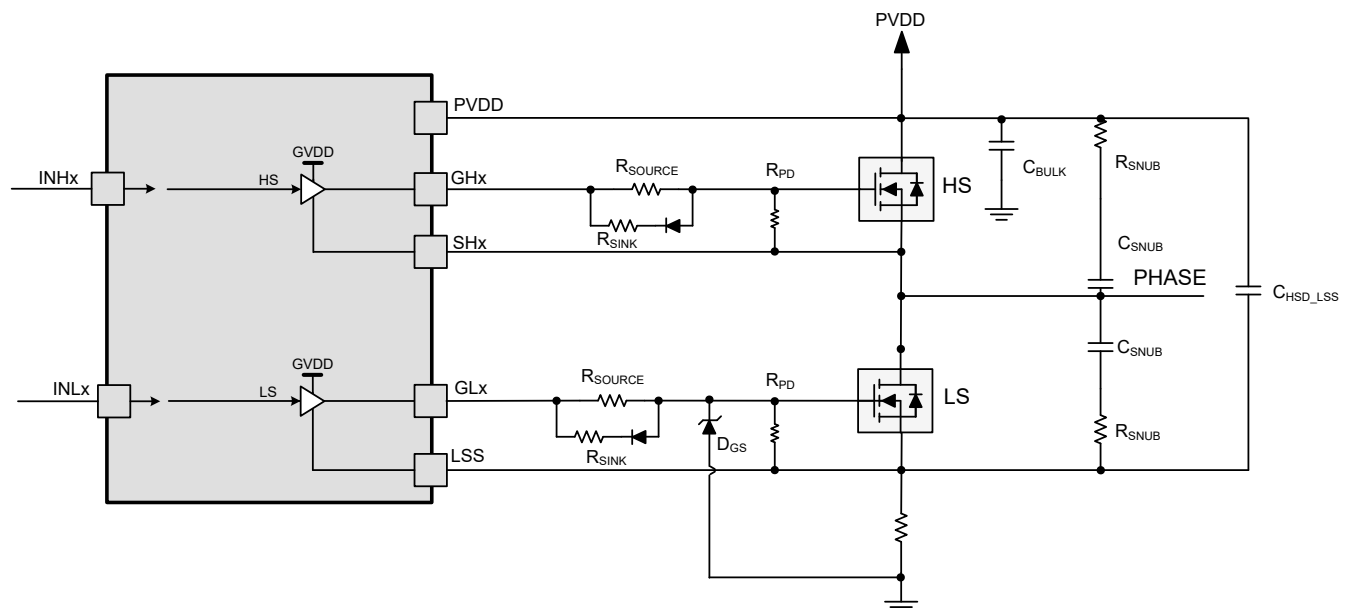 PVDD
PVDD
GVDD
INHx
HS
GHx
R_SOURCE
R_PD
HS
C_BULK
R_SNUB
R_SINK
SHx
C_SNUB
PHASE
C_HSD_LSS
GVDD
C_SNUB
INLx
LS
GLx
R_SOURCE
R_PD
LS
R_SNUB
D_GS
R_SINK
LSS